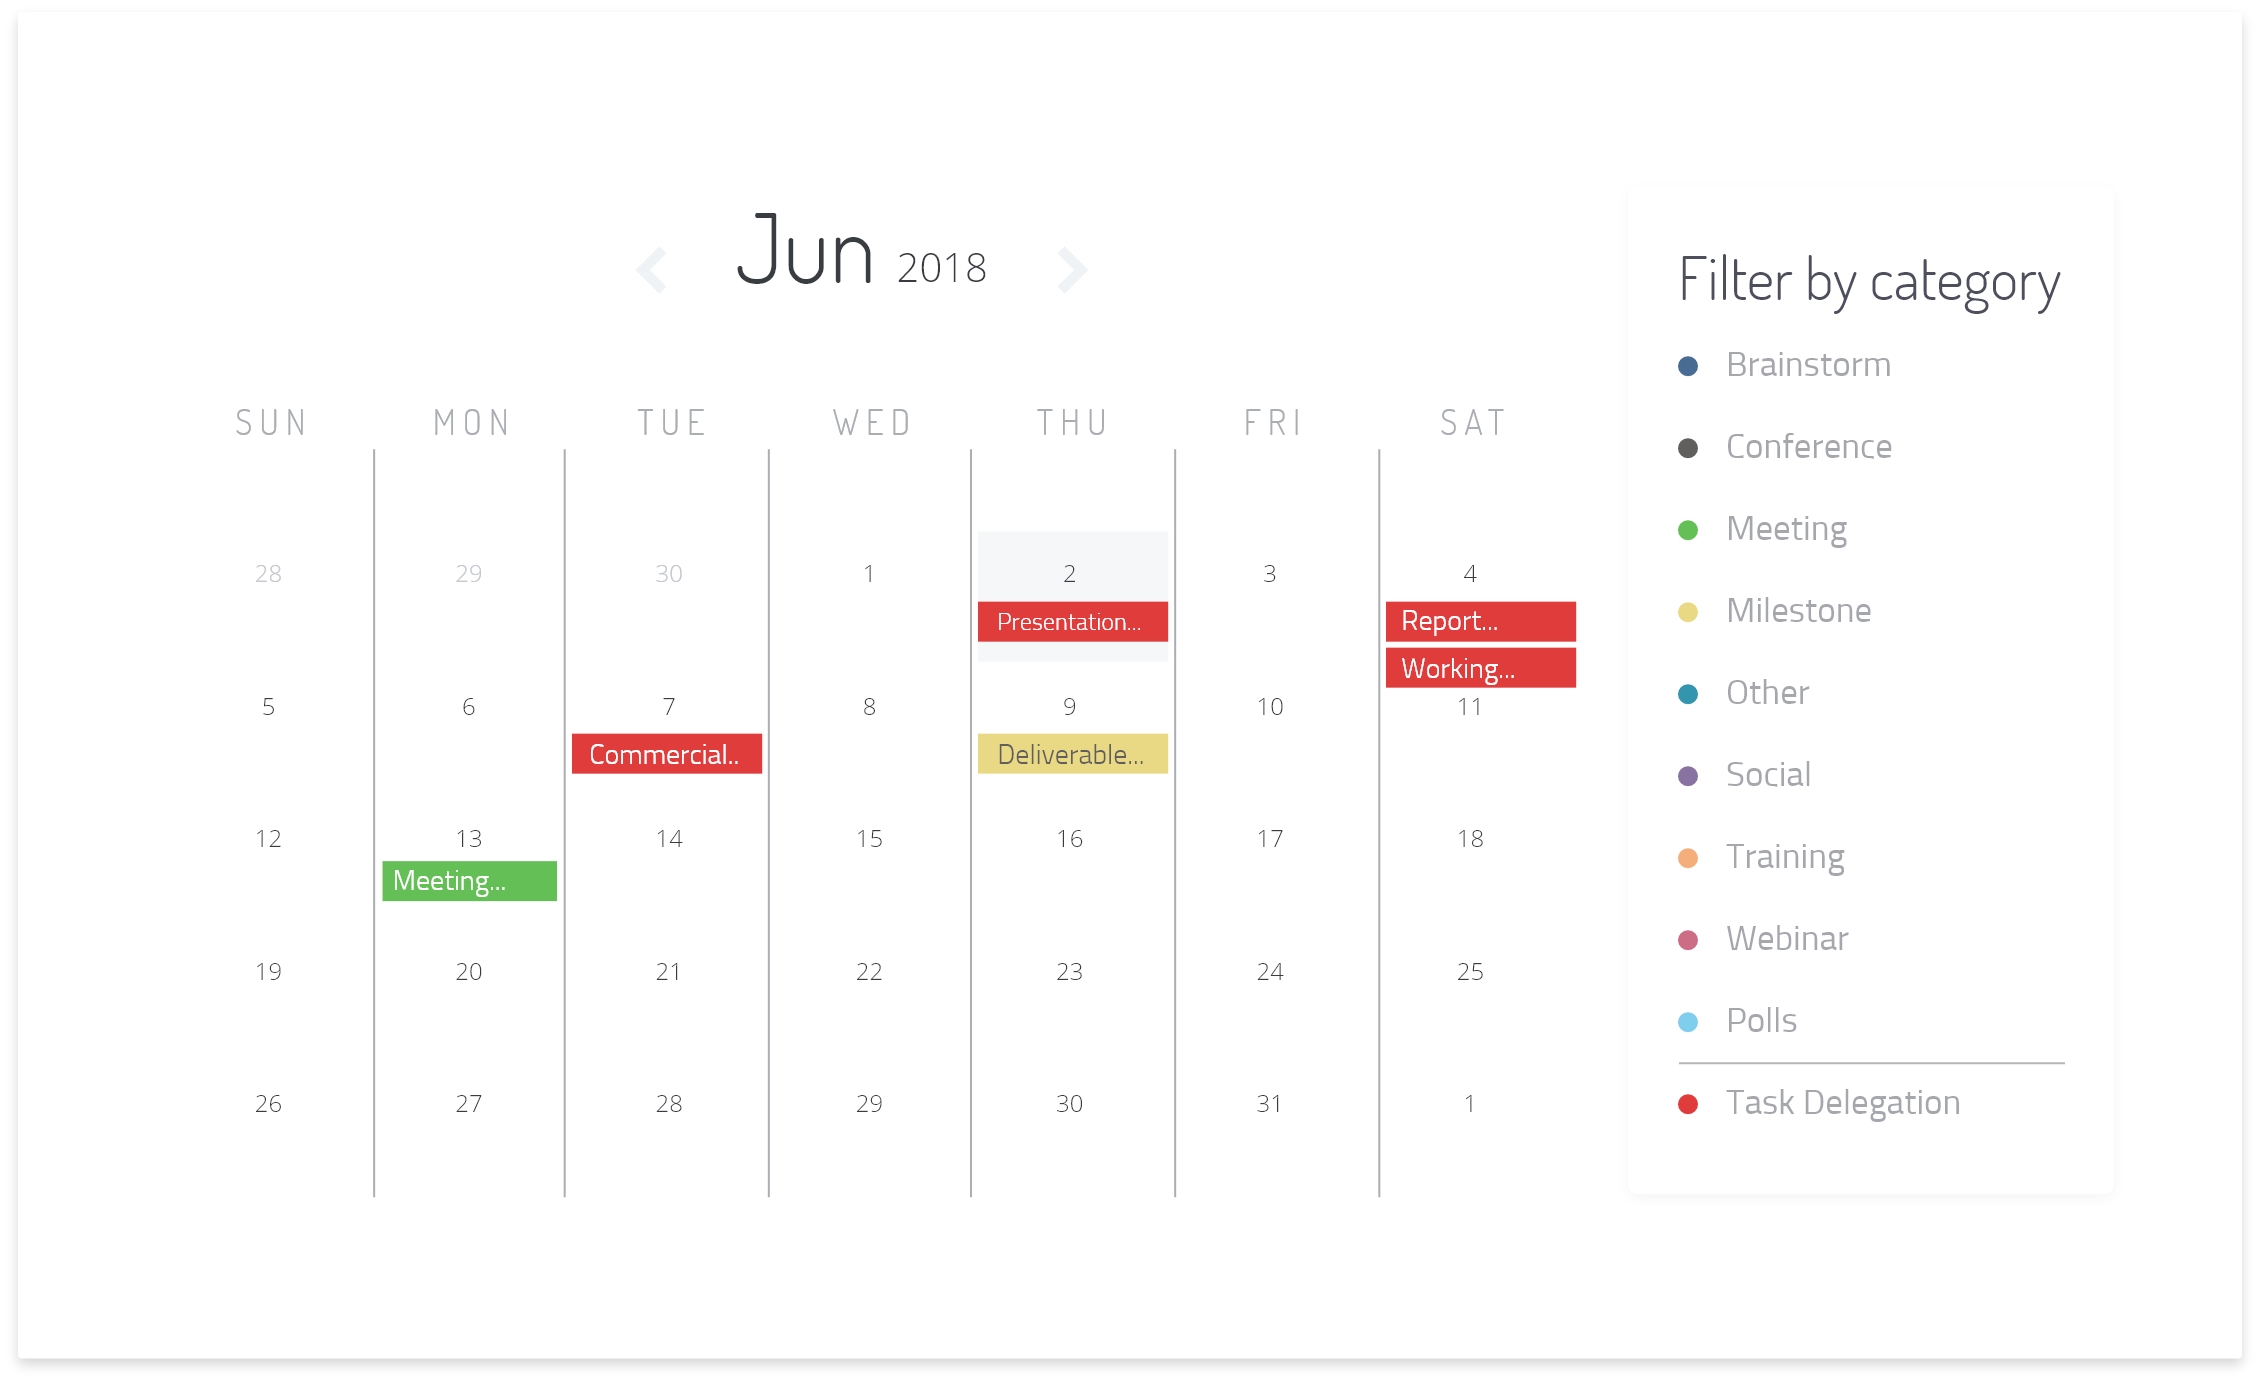 Jun 2018
SUN MON TUE WED THU FRI SAT
28 29 30 1 2 3 4
Presentation... Report...
Working...
5 6 7 8 9 10 11
Commercial.. Deliverable...
12 13 14 15 16 17 18
Meeting...
19 20 21 22 23 24 25
26 27 28 29 30 31 1
Filter by category
Brainstorm
Conference
Meeting
Milestone
Other
Social
Training
Webinar
Polls
Task Delegation